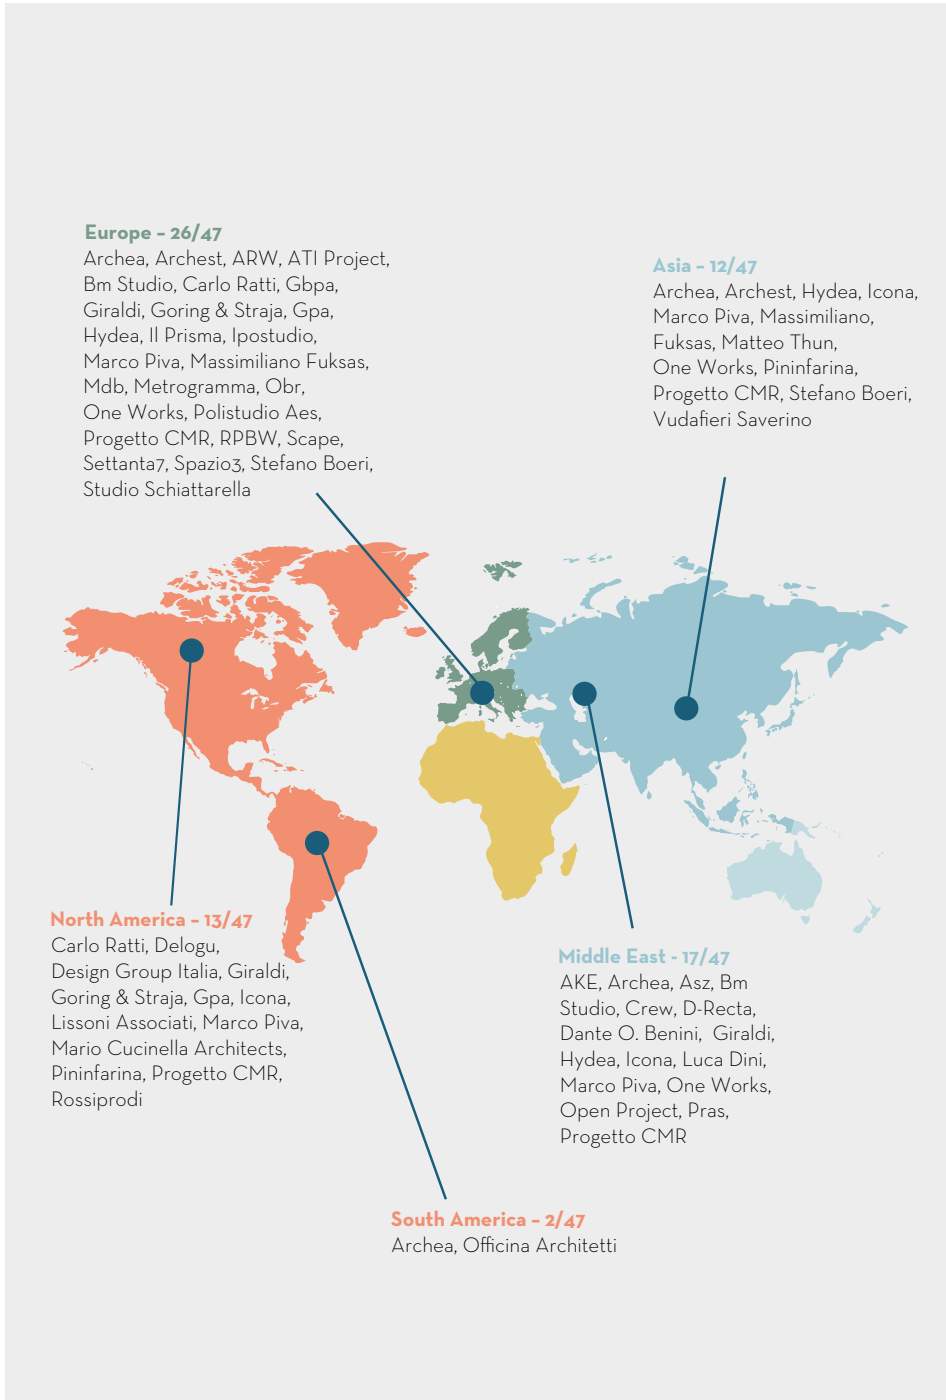 Europe – 26/47
Archea, Archest, ARW, ATI Project,
Bm Studio, Carlo Ratti, Gbpa,
Giraldi, Goring & Straja, Gpa,
Hydea, Il Prisma, Ipostudio,
Marco Piva, Massimiliano Fuksas,
Mdb, Metrogramma, Obr,
One Works, Polistudio Aes,
Progetto CMR, RPBW, Scape,
Settanta7, Spazio3, Stefano Boeri,
Studio Schiattarella
Asia – 12/47
Archea, Archest, Hydea, Icona,
Marco Piva, Massimiliano,
Fuksas, Matteo Thun,
One Works, Pininfarina,
Progetto CMR, Stefano Boeri,
Vudafieri Saverino
North America – 13/47
Carlo Ratti, Delogu,
Design Group Italia, Giraldi,
Goring & Straja, Gpa, Icona,
Lissoni Associati, Marco Piva,
Mario Cucinella Architects,
Pininfarina, Progetto CMR,
Rossiprodi
Middle East - 17/47
AKE, Archea, Asz, Bm
Studio, Crew, D-Recta,
Dante O. Benini, Giraldi,
Hydea, Icona, Luca Dini,
Marco Piva, One Works,
Open Project, Pras,
Progetto CMR
South America – 2/47
Archea, Officina Architetti